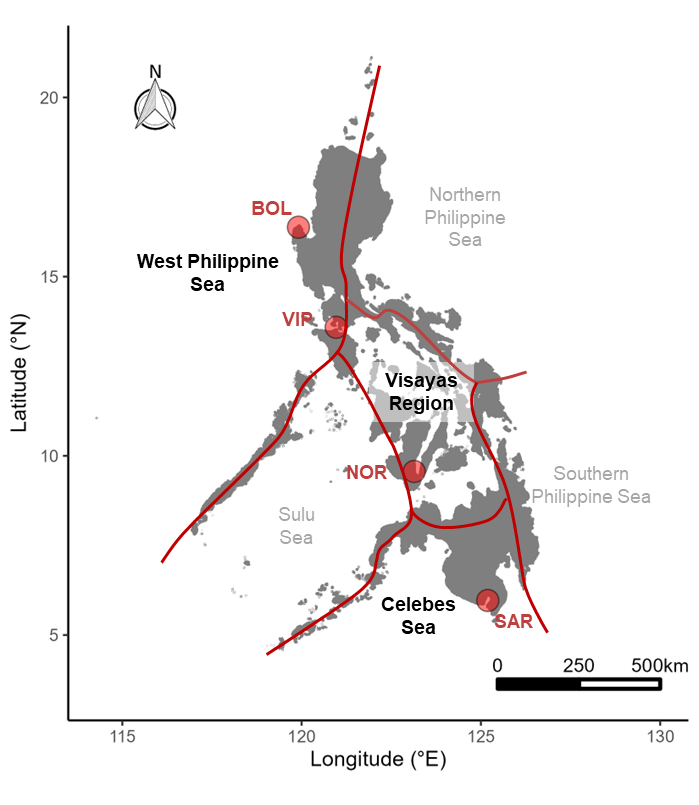 N
20
BOL
Northern
Philippine
Sea
West Philippine
Sea
15
VIP
Visayas
Region
Latitude (°N)
10
NOR
Southern
Philippine Sea
Sulu
Sea
Celebes
Sea
SAR
5
0 250 500km
115 120 125 130
Longitude (°E)